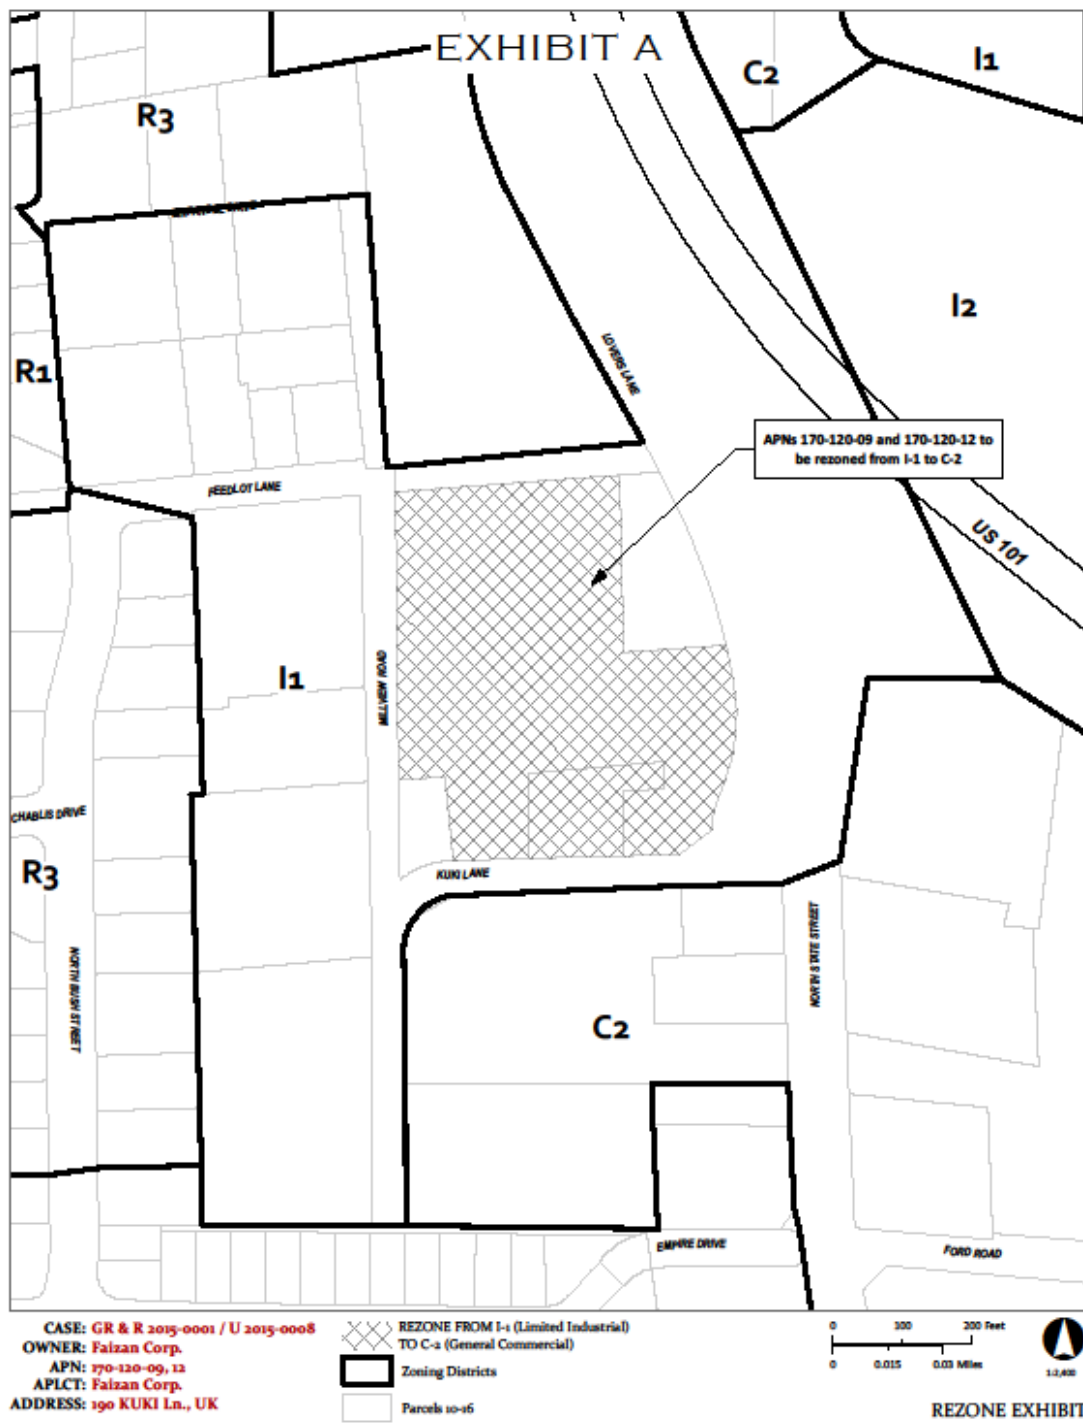 EXHIBIT A
I1
C2
R3
I2
LOVERS LANE
R1
APNs 170-120-09 and 170-120-12 to
be rezoned from I-1 to C-2
FEEDLOT LANE
US 101
I1
MILLVIEW ROAD
CHABLIS DRIVE
R3
KUKI LANE
NORTH STATE STREET
NORTH BUSH STREET
C2
EMPIRE DRIVE
FORD ROAD
CASE: GR & R 2015-0001 / U 2015-0008
OWNER: Faizan Corp.
APN: 170-120-09, 12
APLCT: Faizan Corp.
ADDRESS: 190 KUKI Ln., UK
REZONE FROM I-1 (Limited Industrial)
TO C-2 (General Commercial)
Zoning Districts
Parcels 10-16
0 100 200 Feet
0 0.015 0.03 Miles
1:2,400
REZONE EXHIBIT